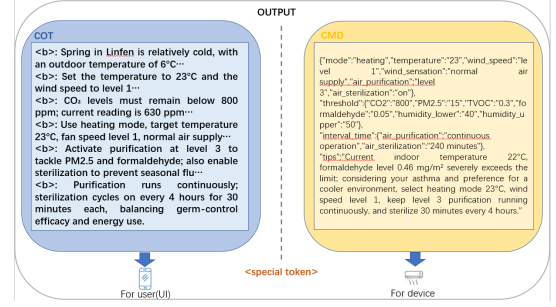 OUTPUT
COT
<b>: Spring in Linfen is relatively cold, with
an outdoor temperature of 6°C···
<b>: Set the temperature to 23°C and the
wind speed to level 1···
<b>: CO₂ levels must remain below 800
ppm; current reading is 630 ppm···
<b>: Use heating mode, target temperature
23°C, fan speed level 1, normal air supply···
<b>: Activate purification at level 3 to
tackle PM2.5 and formaldehyde; also enable
sterilization to prevent seasonal flu···
<b>: Purification runs continuously;
sterilization cycles on every 4 hours for 30
minutes each, balancing germ-control
efficacy and energy use.
For user(UI)
<special token>
CMD
{"mode":"heating","temperature":"23","wind_speed":"le
vel 1","wind_sensation":"normal air
supply","air_purification":"level
3","air_sterilization":"on"},
"threshold":{"CO2":"800","PM2.5":"15","TVOC":"0.3","fo
rmaldehyde":"0.05","humidity_lower":"40","humidity_u
pper":"50"},
"interval_time":{"air_purification":"continuous
operation","air_sterilization":"240 minutes"},
"tips":"Current indoor temperature 22°C,
formaldehyde level 0.46 mg/m³ severely exceeds the
limit; considering your asthma and preference for a
cooler environment, select heating mode 23°C, wind
speed level 1, keep level 3 purification running
continuously, and sterilize 30 minutes every 4 hours."
For device